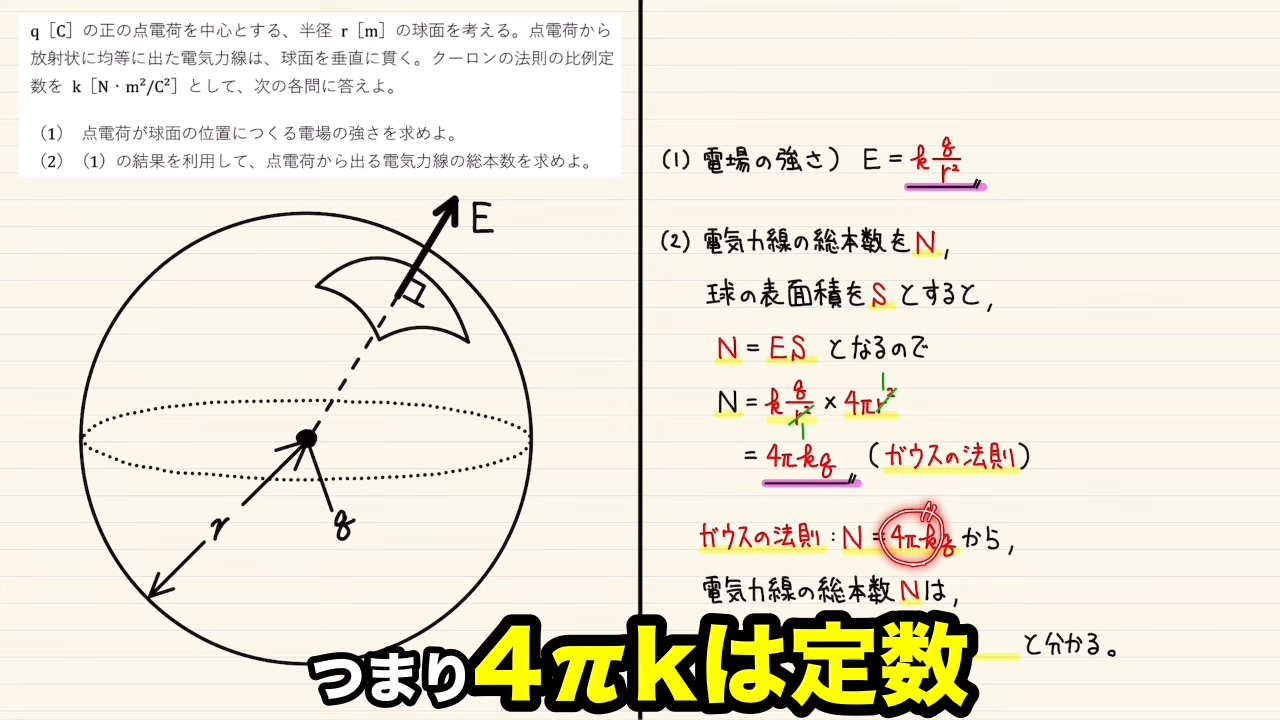 q［C］の正の点電荷を中心とする、半径 r［m］の球面を考える。点電荷から
放射状に均等に出た電気力線は、球面を垂直に貫く。クーロンの法則の比例定
数を k［N・m²/C²］として、次の各問に答えよ。
（1） 点電荷が球面の位置につくる電場の強さを求めよ。
（2）（1）の結果を利用して、点電荷から出る電気力線の総本数を求めよ。
E
r
q
(1) 電場の強さ) E = k q/r²
(2) 電気力線の総本数をN,
球の表面積をSとすると,
N = ES となるので
N = k q/r² × 4πr²
1
1
= 4πkq (ガウスの法則)
ガウスの法則 : N = 4πkq から,
電気力線の総本数Nは,
と分かる。
つまり4πkは定数